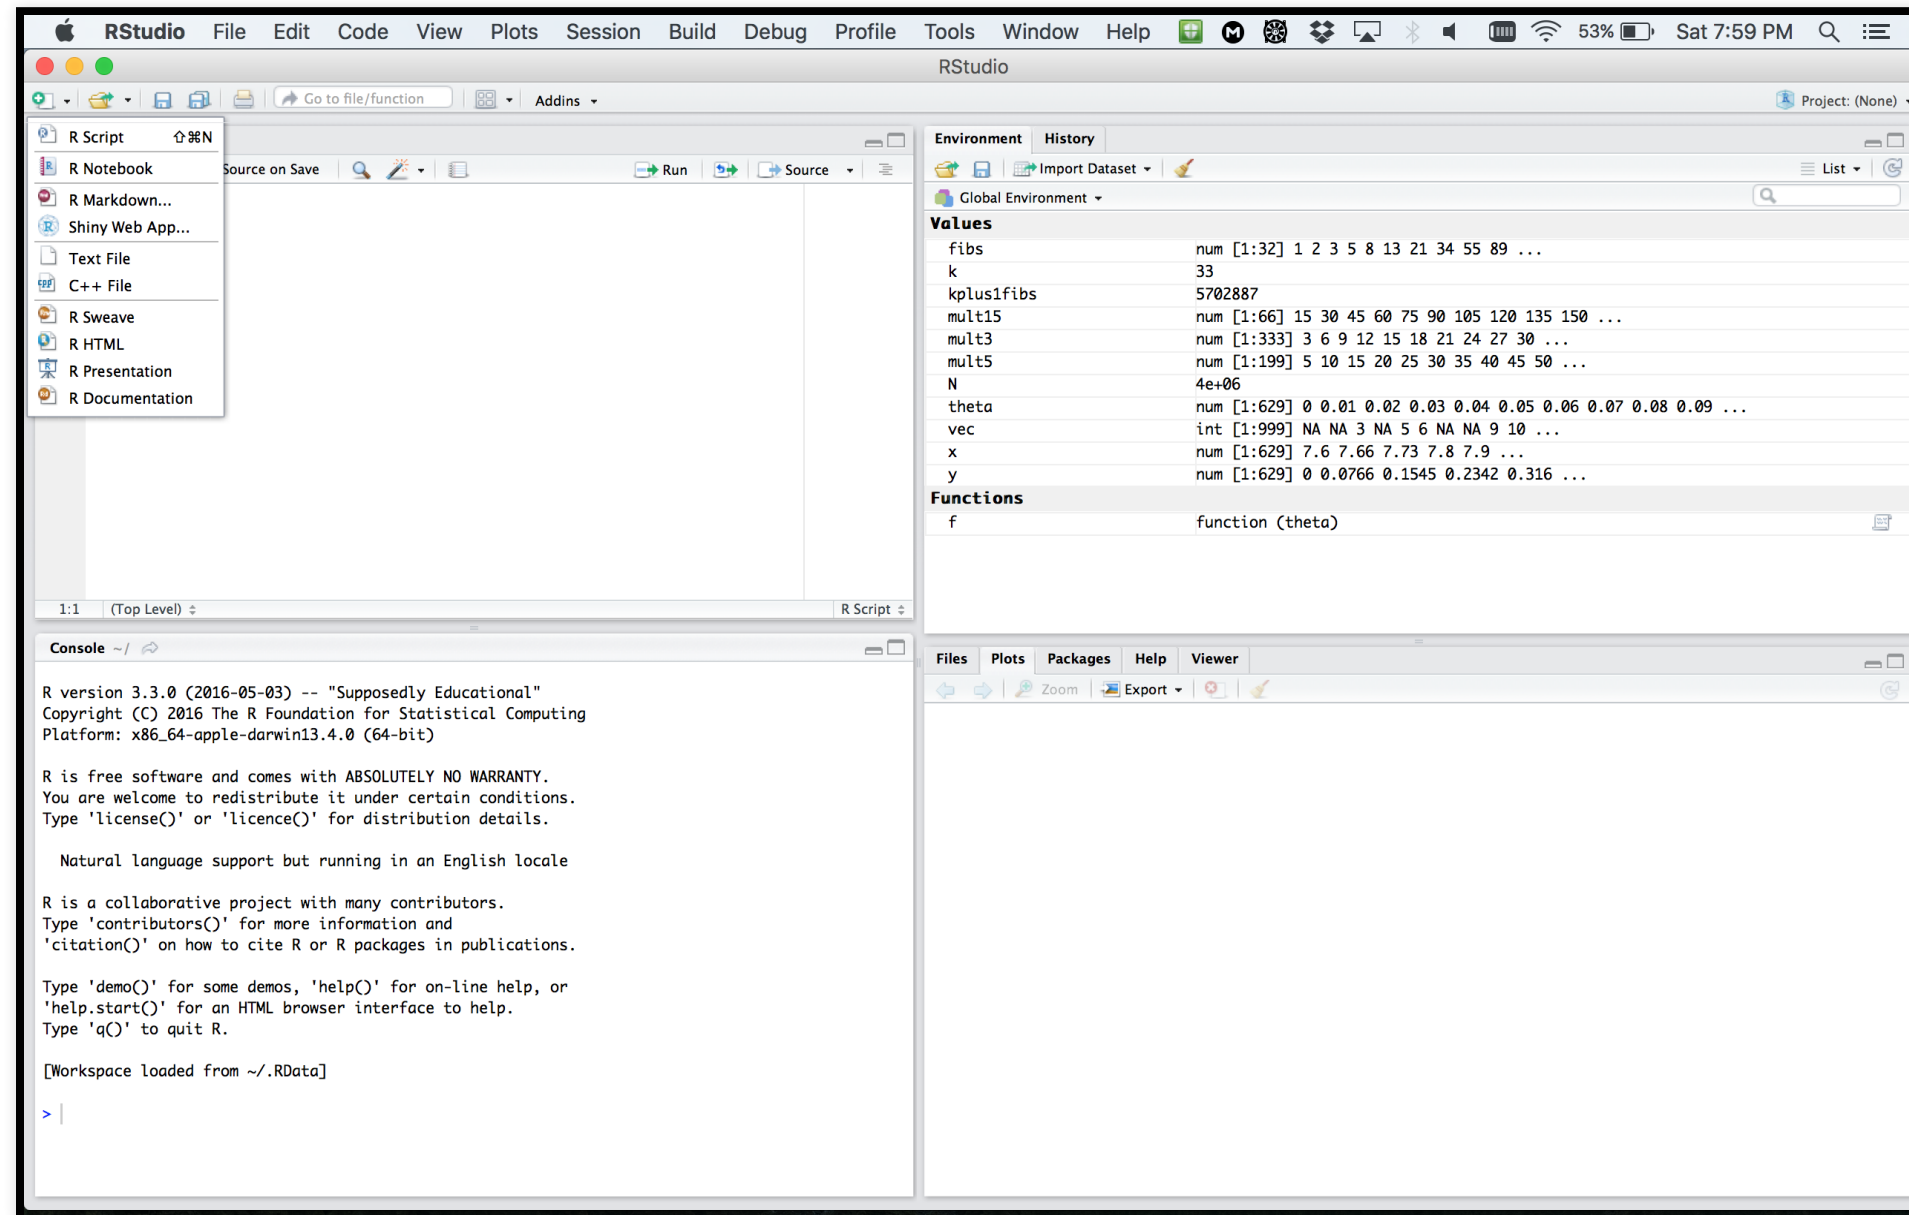 RStudio File Edit Code View Plots Session Build Debug Profile Tools Window Help 53% Sat 7:59 PM
RStudio
Go to file/function Addins Project: (None)
R Script ⇧⌘N
R Notebook
R Markdown...
Shiny Web App...
Text File
C++ File
R Sweave
R HTML
R Presentation
R Documentation
Source on Save Run Source
1:1 (Top Level) R Script
Environment History
Import Dataset List
Global Environment
Values
fibs num [1:32] 1 2 3 5 8 13 21 34 55 89 ...
k 33
kplus1fibs 5702887
mult15 num [1:66] 15 30 45 60 75 90 105 120 135 150 ...
mult3 num [1:333] 3 6 9 12 15 18 21 24 27 30 ...
mult5 num [1:199] 5 10 15 20 25 30 35 40 45 50 ...
N 4e+06
theta num [1:629] 0 0.01 0.02 0.03 0.04 0.05 0.06 0.07 0.08 0.09 ...
vec int [1:999] NA NA 3 NA 5 6 NA NA 9 10 ...
x num [1:629] 7.6 7.66 7.73 7.8 7.9 ...
y num [1:629] 0 0.0766 0.1545 0.2342 0.316 ...
Functions
f function (theta)
Console ~/
R version 3.3.0 (2016-05-03) -- "Supposedly Educational"
Copyright (C) 2016 The R Foundation for Statistical Computing
Platform: x86_64-apple-darwin13.4.0 (64-bit)
R is free software and comes with ABSOLUTELY NO WARRANTY.
You are welcome to redistribute it under certain conditions.
Type 'license()' or 'licence()' for distribution details.
Natural language support but running in an English locale
R is a collaborative project with many contributors.
Type 'contributors()' for more information and
'citation()' on how to cite R or R packages in publications.
Type 'demo()' for some demos, 'help()' for on-line help, or
'help.start()' for an HTML browser interface to help.
Type 'q()' to quit R.
[Workspace loaded from ~/.RData]
>
Files Plots Packages Help Viewer
Zoom Export